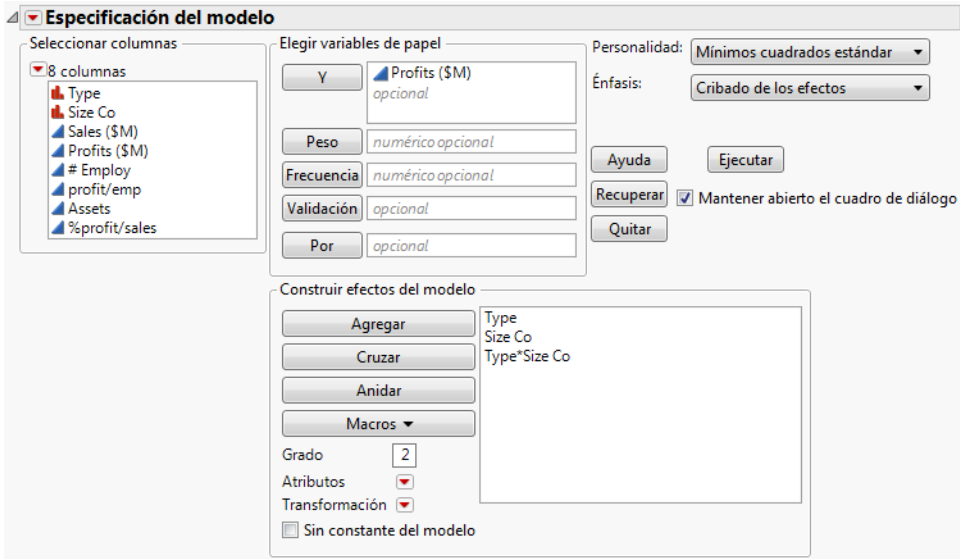 Especificación del modelo
Seleccionar columnas
8 columnas
Type
Size Co
Sales ($M)
Profits ($M)
# Employ
profit/emp
Assets
%profit/sales
Elegir variables de papel
Y
Profits ($M)
opcional
Peso
numérico opcional
Frecuencia
numérico opcional
Validación
opcional
Por
opcional
Personalidad:
Mínimos cuadrados estándar
Énfasis:
Cribado de los efectos
Ayuda
Ejecutar
Recuperar
Mantener abierto el cuadro de diálogo
Quitar
Construir efectos del modelo
Agregar
Cruzar
Anidar
Macros
Grado
2
Atributos
Transformación
Sin constante del modelo
Type
Size Co
Type*Size Co